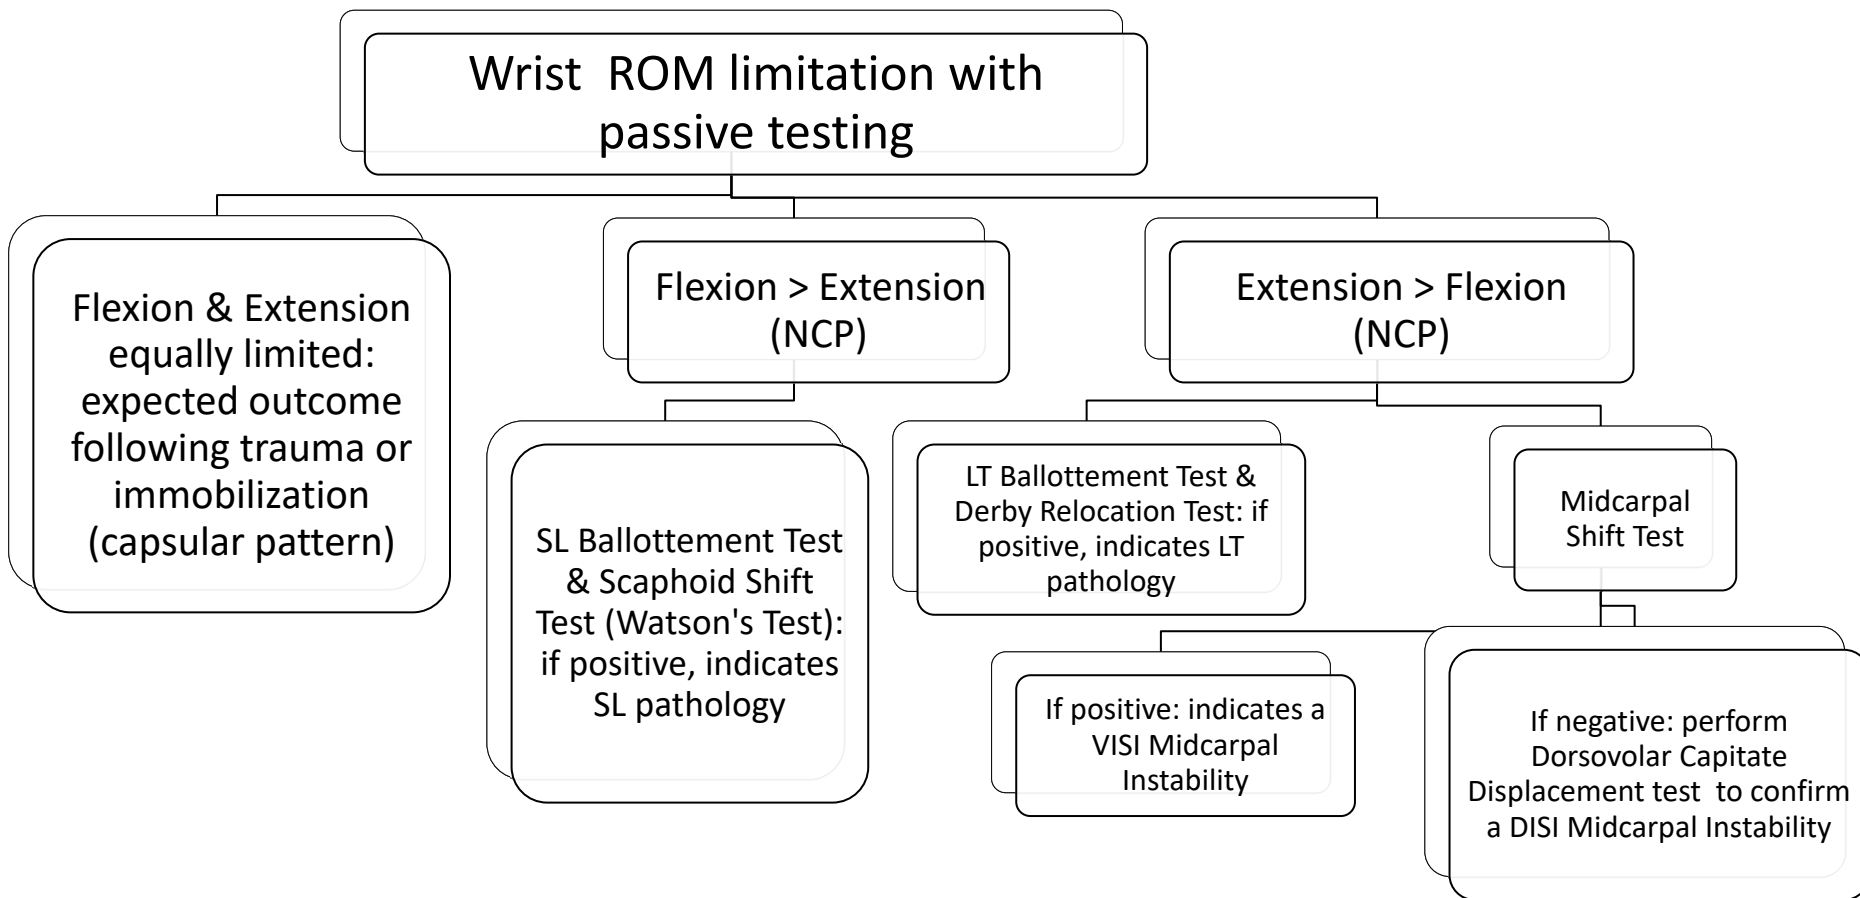 Wrist  ROM limitation with
passive testing
Flexion & Extension
equally limited:
expected outcome
following trauma or
immobilization
(capsular pattern)
Flexion > Extension
(NCP)
SL Ballottement Test
& Scaphoid Shift
Test (Watson's Test):
if positive, indicates
SL pathology
Extension > Flexion
(NCP)
LT Ballottement Test &
Derby Relocation Test: if
positive, indicates LT
pathology
Midcarpal
Shift Test
If positive: indicates a
VISI Midcarpal
Instability
If negative: perform
Dorsovolar Capitate
Displacement test  to confirm
a DISI Midcarpal Instability